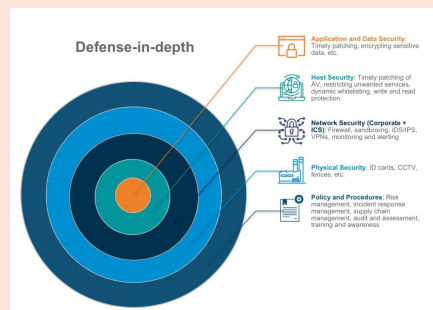 Defense-in-depth
Application and Data Security:
Timely patching, encrypting sensitive
data, etc.
Host Security: Timely patching of
AV, restricting unwanted services,
dynamic whitelisting, write and read
protection
Network Security (Corporate +
ICS): Firewall, sandboxing, IDS/IPS,
VPNs, monitoring and alerting
Physical Security: ID cards, CCTV,
fences, etc.
Policy and Procedures: Risk
management, incident response
management, supply chain
management, audit and assessment,
training and awareness